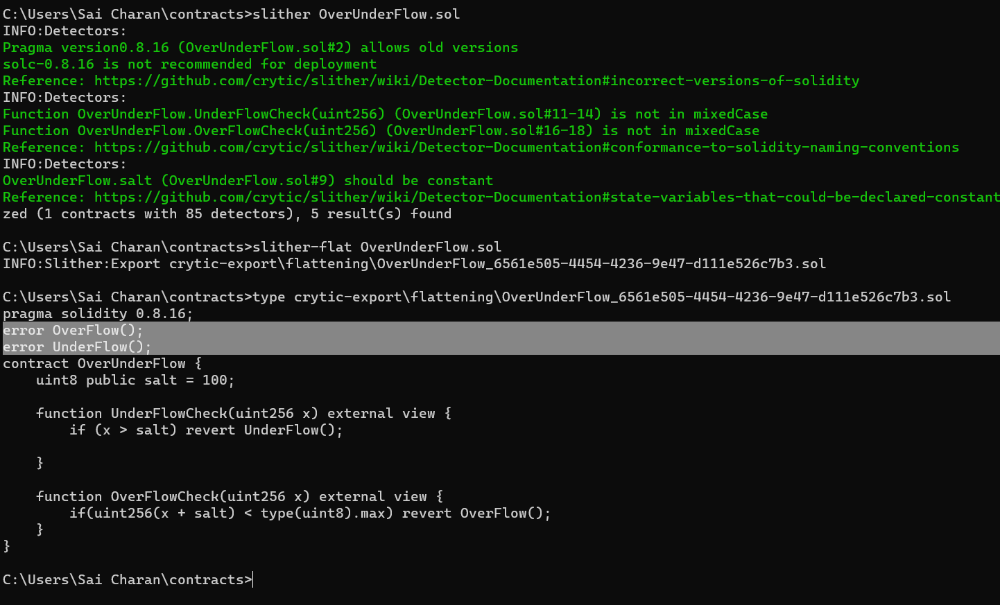 C:\Users\Sai Charan\contracts>slither OverUnderFlow.sol
INFO:Detectors:
Pragma version0.8.16 (OverUnderFlow.sol#2) allows old versions
solc-0.8.16 is not recommended for deployment
Reference: https://github.com/crytic/slither/wiki/Detector-Documentation#incorrect-versions-of-solidity
INFO:Detectors:
Function OverUnderFlow.UnderFlowCheck(uint256) (OverUnderFlow.sol#11-14) is not in mixedCase
Function OverUnderFlow.OverFlowCheck(uint256) (OverUnderFlow.sol#16-18) is not in mixedCase
Reference: https://github.com/crytic/slither/wiki/Detector-Documentation#conformance-to-solidity-naming-conventions
INFO:Detectors:
OverUnderFlow.salt (OverUnderFlow.sol#9) should be constant
Reference: https://github.com/crytic/slither/wiki/Detector-Documentation#state-variables-that-could-be-declared-constant
zed (1 contracts with 85 detectors), 5 result(s) found

C:\Users\Sai Charan\contracts>slither-flat OverUnderFlow.sol
INFO:Slither:Export crytic-export\flattening\OverUnderFlow_6561e505-4454-4236-9e47-d111e526c7b3.sol

C:\Users\Sai Charan\contracts>type crytic-export\flattening\OverUnderFlow_6561e505-4454-4236-9e47-d111e526c7b3.sol
pragma solidity 0.8.16;
error OverFlow();
error UnderFlow();
contract OverUnderFlow {
    uint8 public salt = 100;

    function UnderFlowCheck(uint256 x) external view {
        if (x > salt) revert UnderFlow();

    }

    function OverFlowCheck(uint256 x) external view {
        if(uint256(x + salt) < type(uint8).max) revert OverFlow();
    }
}

C:\Users\Sai Charan\contracts>